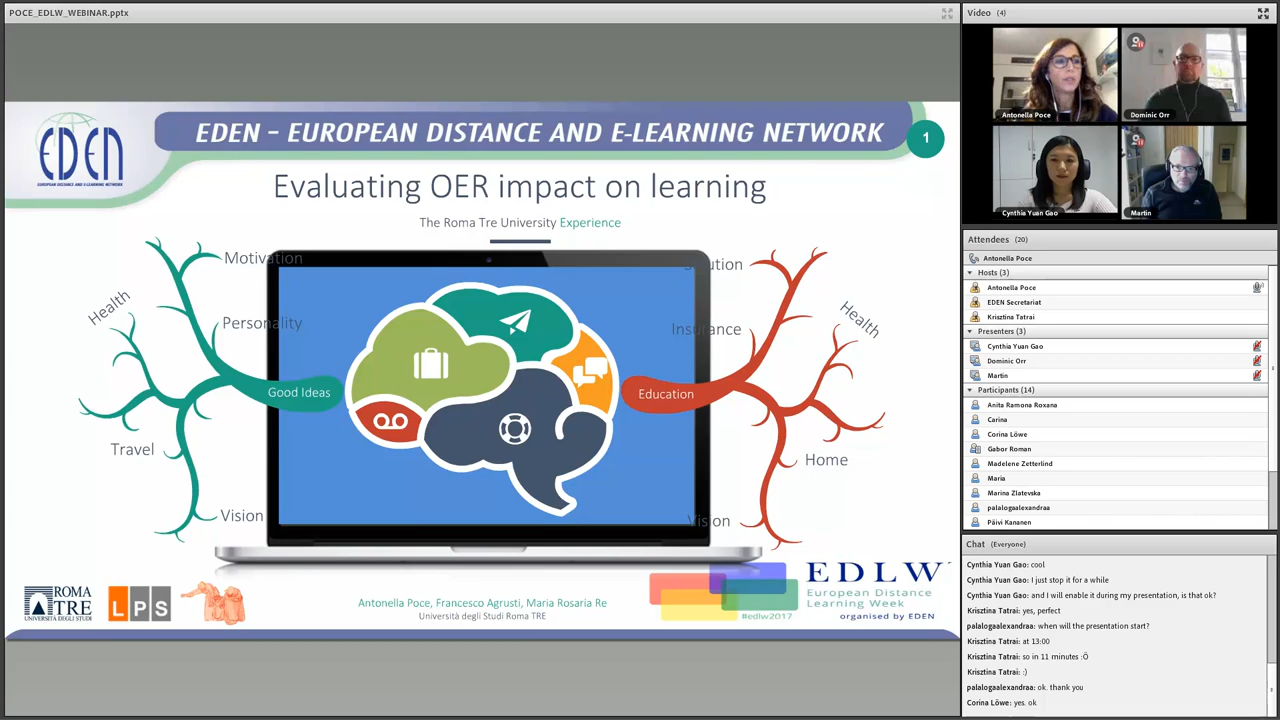 POCE_EDLW_WEBINAR.pptx
EDEN
EUROPEAN DISTANCE AND E-LEARNING NETWORK
EDEN – EUROPEAN DISTANCE AND E-LEARNING NETWORK
1
Evaluating OER impact on learning
The Roma Tre University Experience
Motivation
Health
Personality
Good Ideas
Travel
Vision
Insurance
Health
Education
Home
Vision
ROMA
TRE
UNIVERSITÀ DEGLI STUDI
LPS
Antonella Poce, Francesco Agrusti, Maria Rosaria Re
Università degli Studi Roma TRE
EDLW
European Distance
Learning Week
#edlw2017
organised by EDEN
Video (4)
Antonella Poce
Dominic Orr
Cynthia Yuan Gao
Martin
Attendees (20)
Antonella Poce
Hosts (3)
Antonella Poce
EDEN Secretariat
Krisztina Tatrai
Presenters (3)
Cynthia Yuan Gao
Dominic Orr
Martin
Participants (14)
Anita Ramona Roxana
Carina
Corina Löwe
Gabor Roman
Madelene Zetterlind
Maria
Marina Zlatevska
palalogaalexandraa
Päivi Kananen
Chat (Everyone)
Cynthia Yuan Gao: cool
Cynthia Yuan Gao: I just stop it for a while
Cynthia Yuan Gao: and I will enable it during my presentation, is that ok?
Krisztina Tatrai: yes, perfect
palalogaalexandraa: when will the presentation start?
Krisztina Tatrai: at 13:00
Krisztina Tatrai: so in 11 minutes :Ö
Krisztina Tatrai: :)
palalogaalexandraa: ok. thank you
Corina Löwe: yes. ok